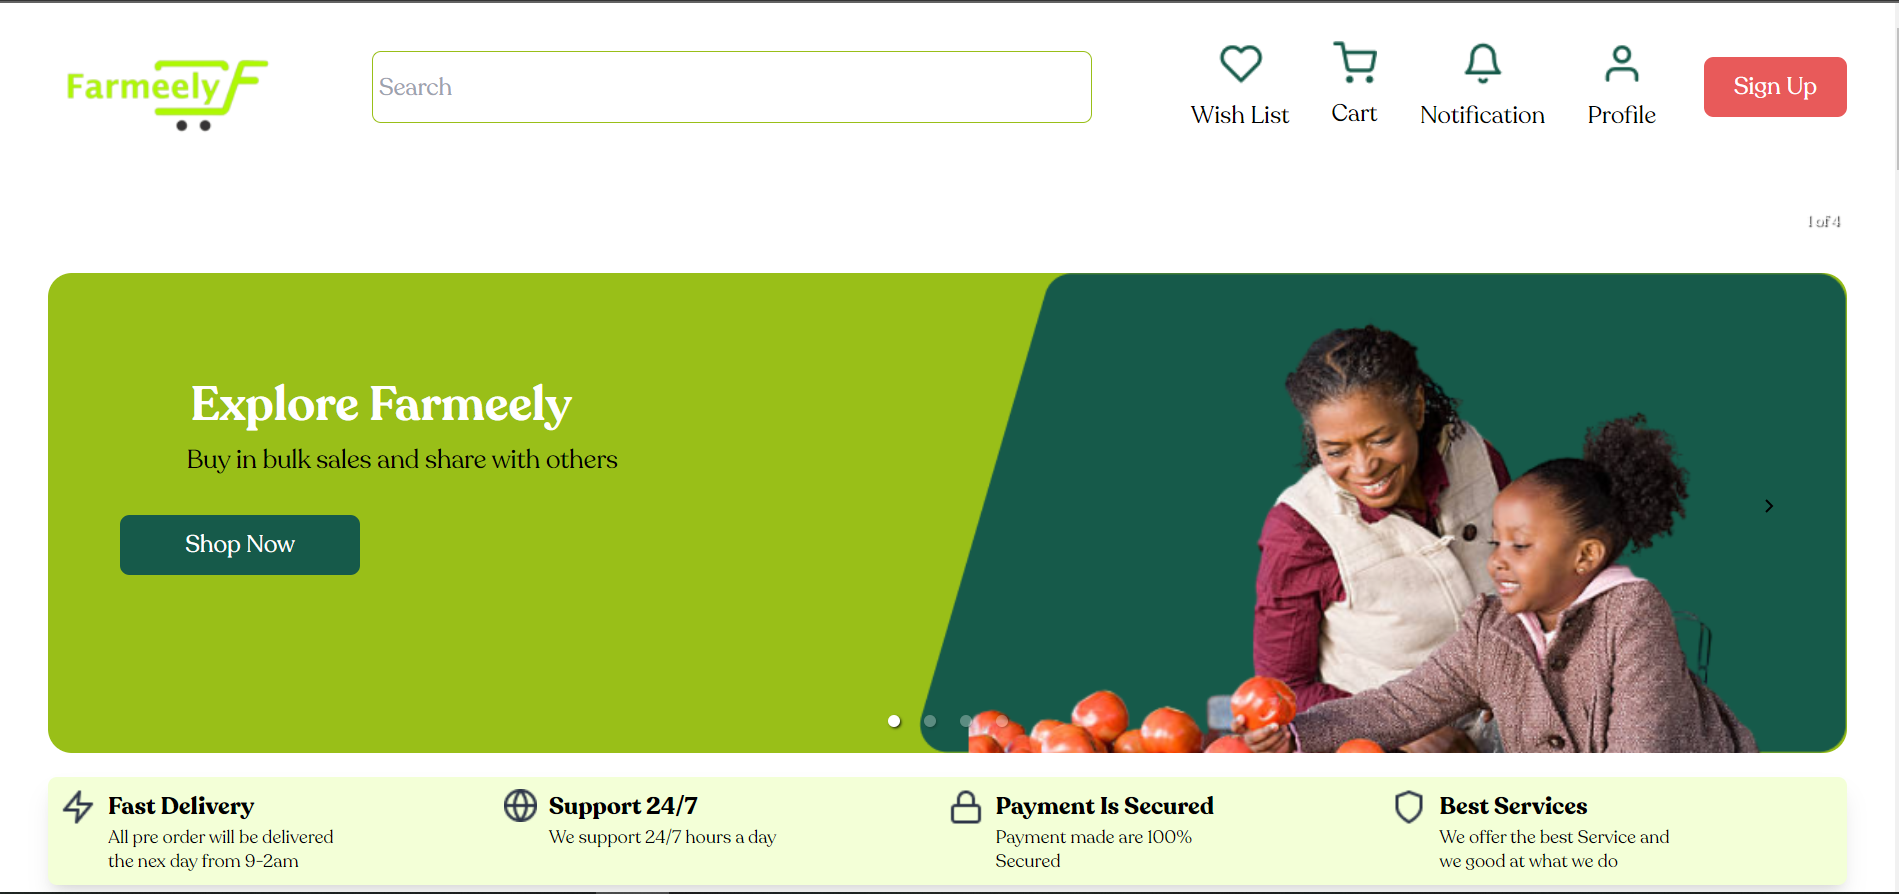 Farmeely F
Search
Wish List
Cart
Notification
Profile
Sign Up
1 of 4
Explore Farmeely
Buy in bulk sales and share with others
Shop Now
Fast Delivery
All pre order will be delivered
the nex day from 9-2am
Support 24/7
We support 24/7 hours a day
Payment Is Secured
Payment made are 100%
Secured
Best Services
We offer the best Service and
we good at what we do